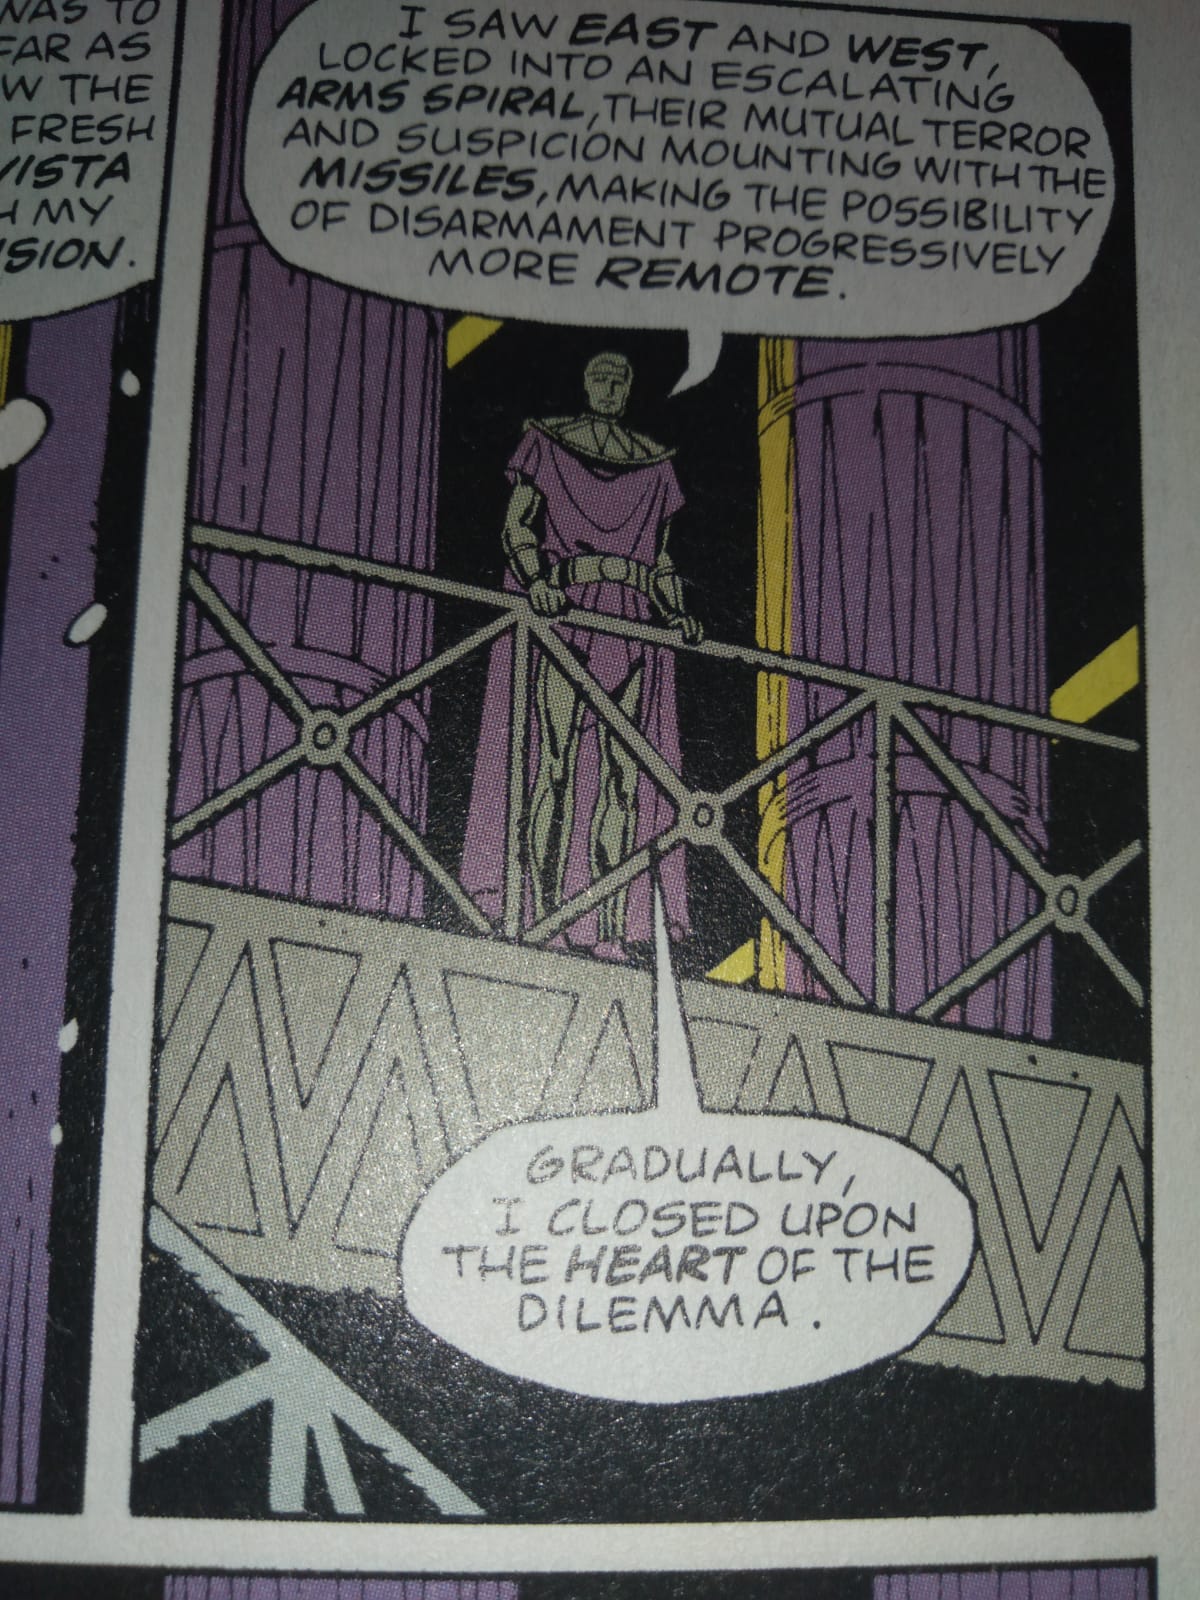 WAS TO
FAR AS
W THE
FRESH
VISTA
H MY
SION.
I SAW EAST AND WEST,
LOCKED INTO AN ESCALATING
ARMS SPIRAL, THEIR MUTUAL TERROR
AND SUSPICION MOUNTING WITH THE
MISSILES, MAKING THE POSSIBILITY
OF DISARMAMENT PROGRESSIVELY
MORE REMOTE.
GRADUALLY,
I CLOSED UPON
THE HEART OF THE
DILEMMA.